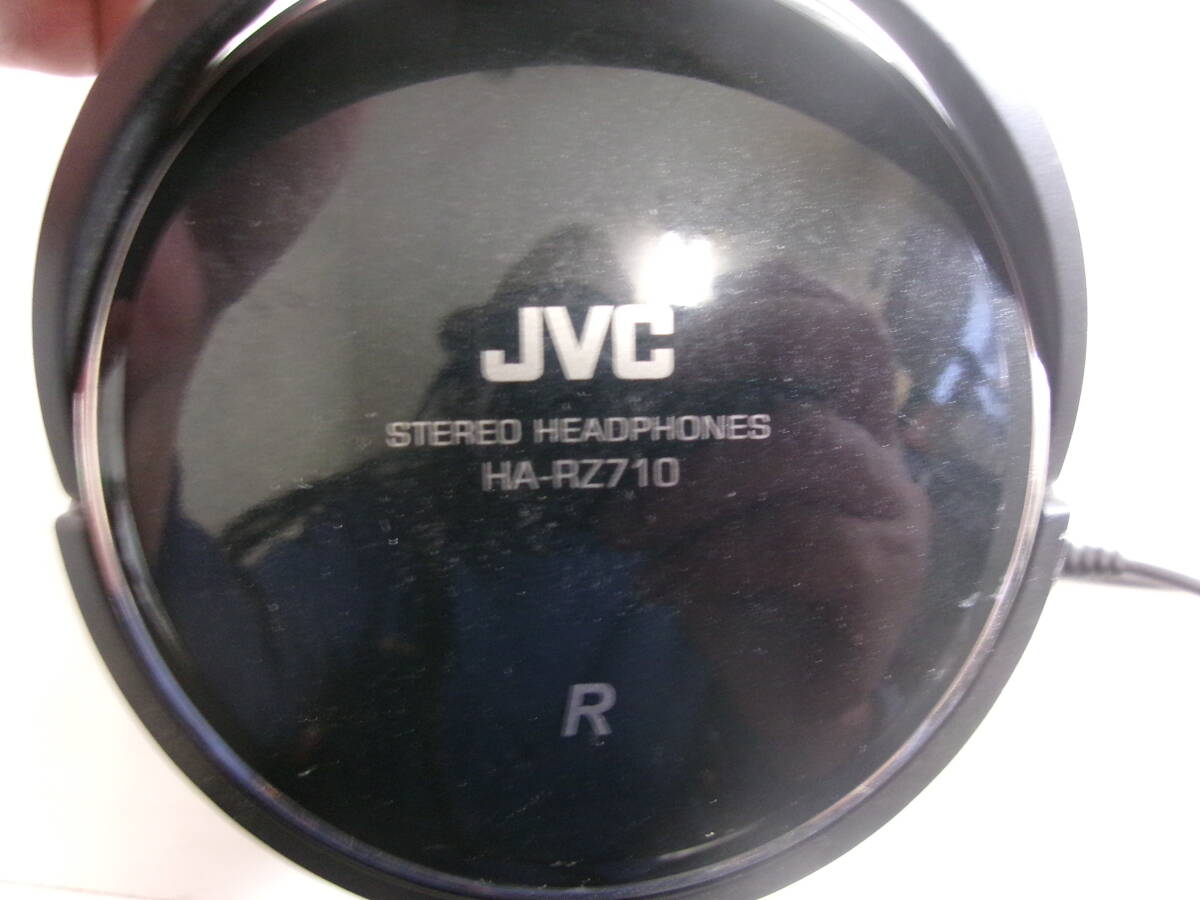 JVC
STEREO HEADPHONES
HA-RZ710
R